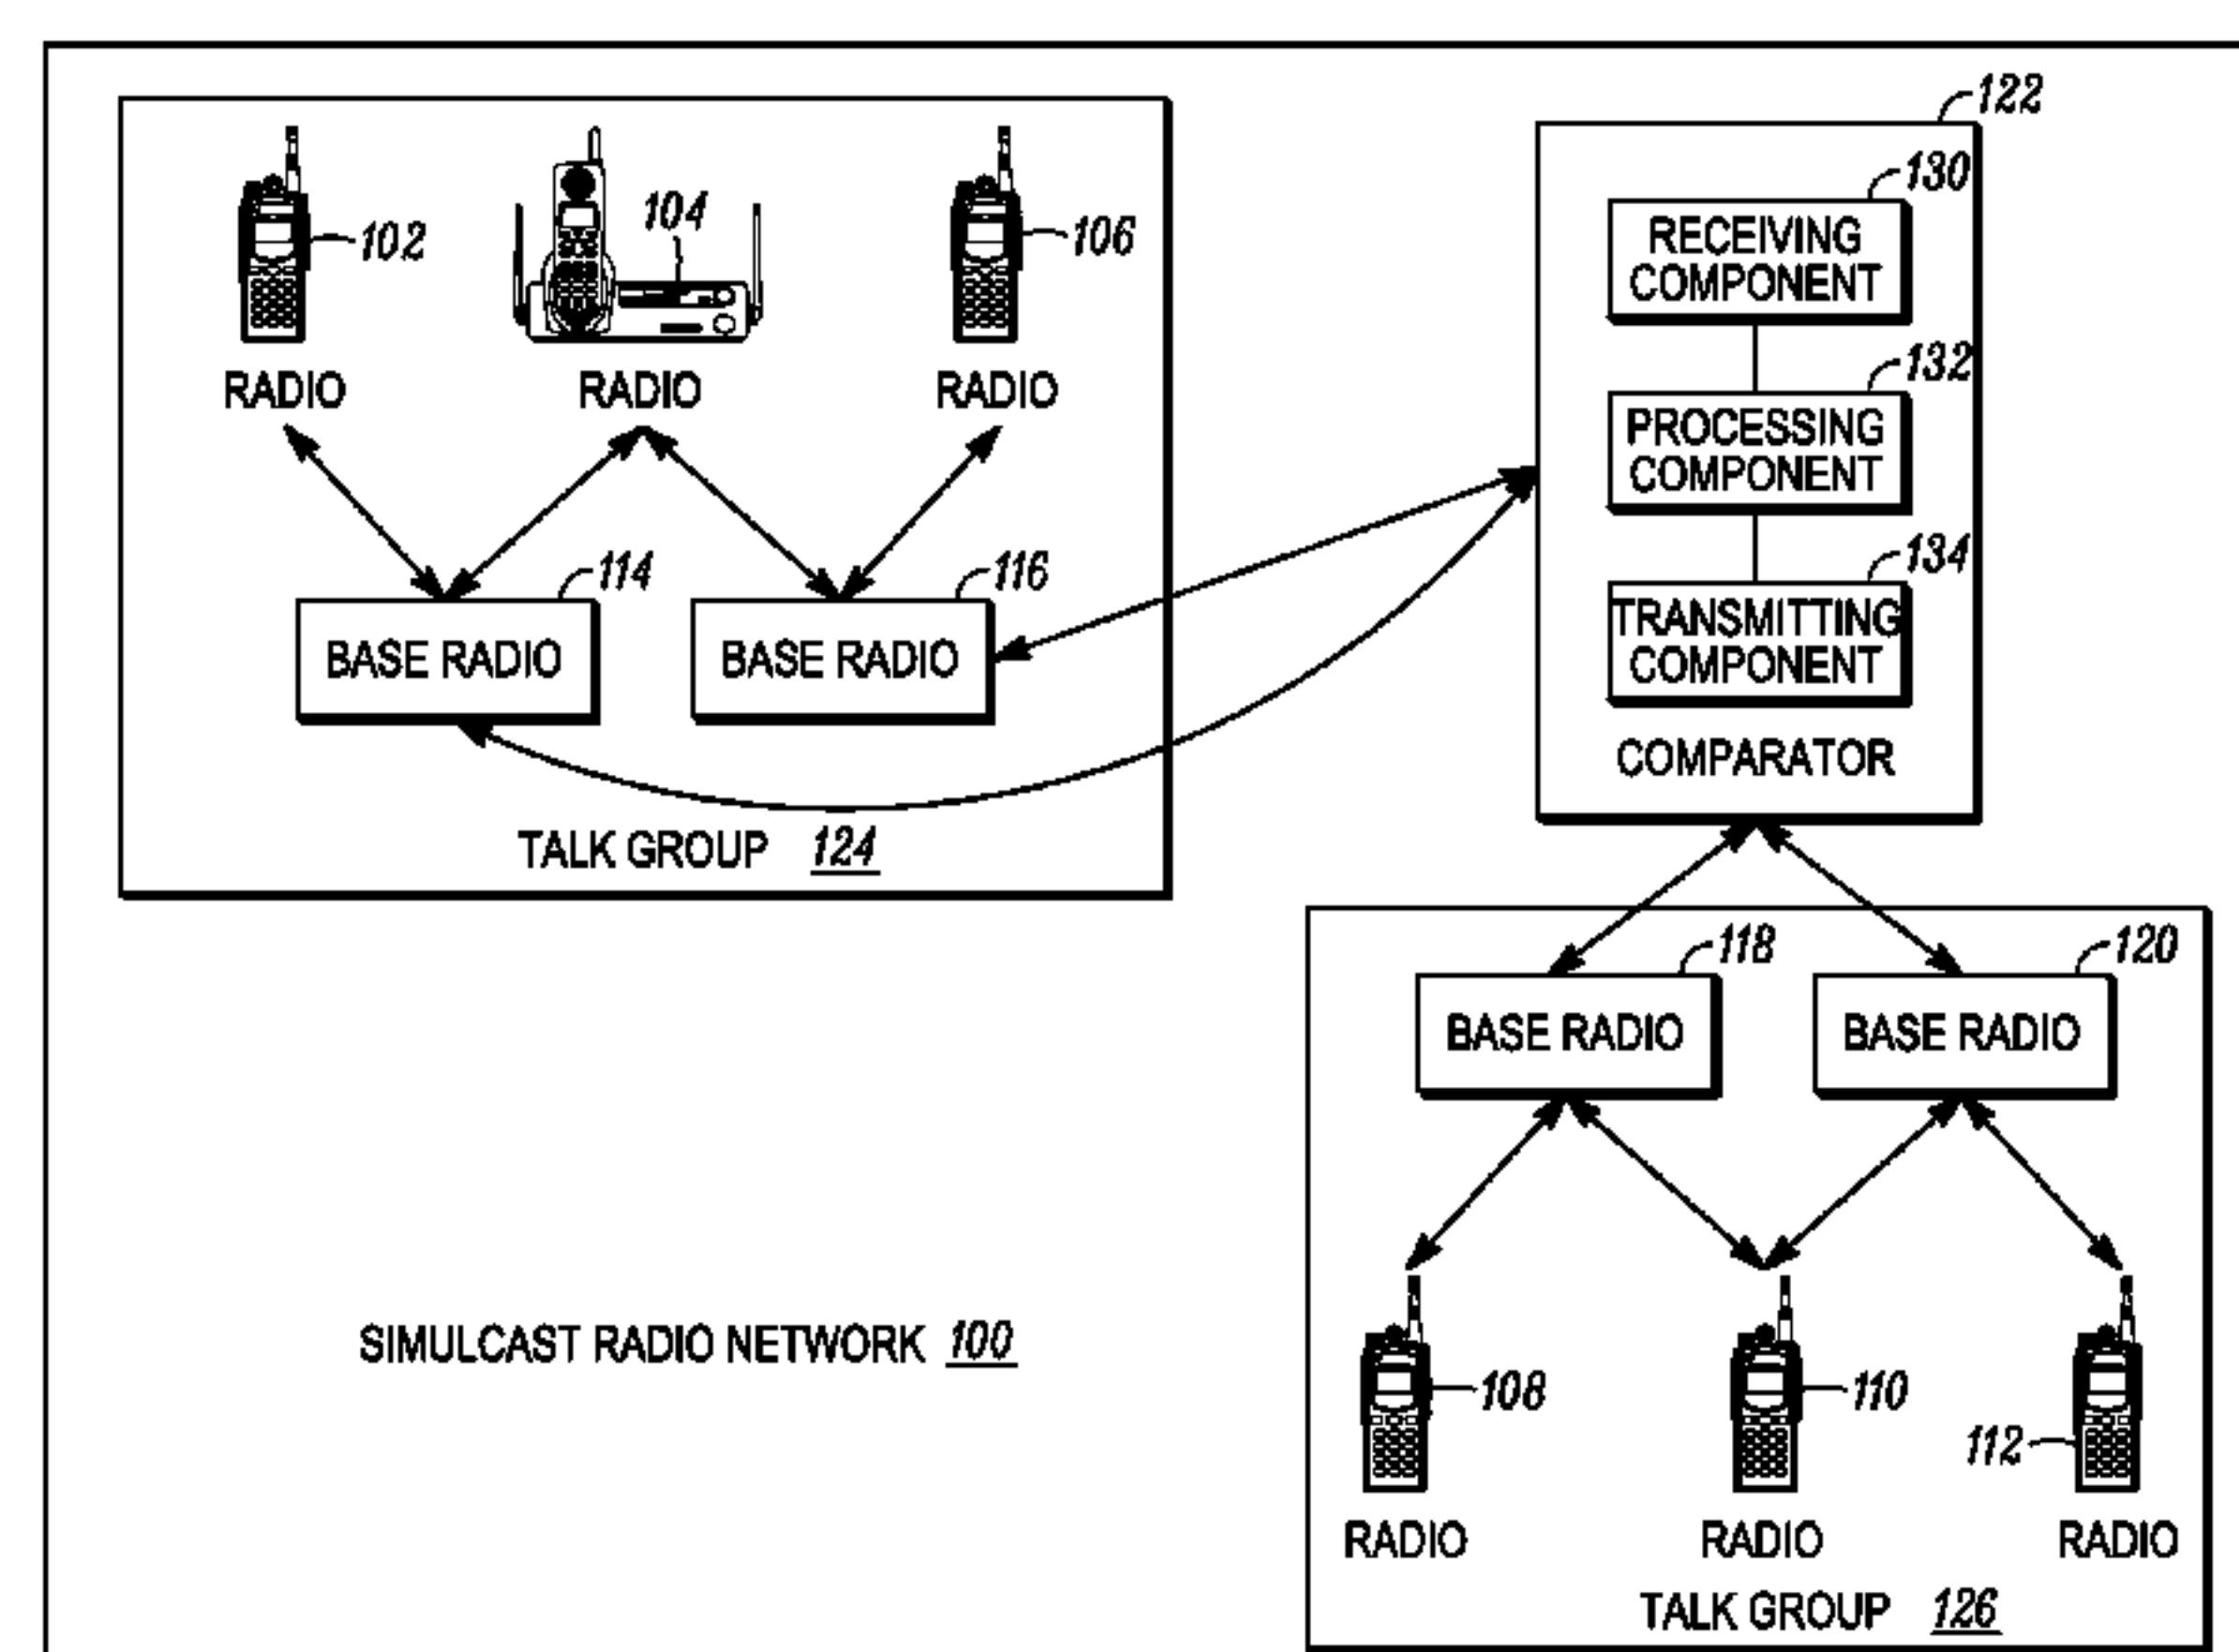 122
130
RECEIVING
COMPONENT
132
PROCESSING
COMPONENT
134
TRANSMITTING
COMPONENT
COMPARATOR
102
104
106
RADIO
RADIO
RADIO
114
116
BASE RADIO
BASE RADIO
TALK GROUP 124
118
120
BASE RADIO
BASE RADIO
108
110
112
RADIO
RADIO
RADIO
TALK GROUP 126
SIMULCAST RADIO NETWORK 100